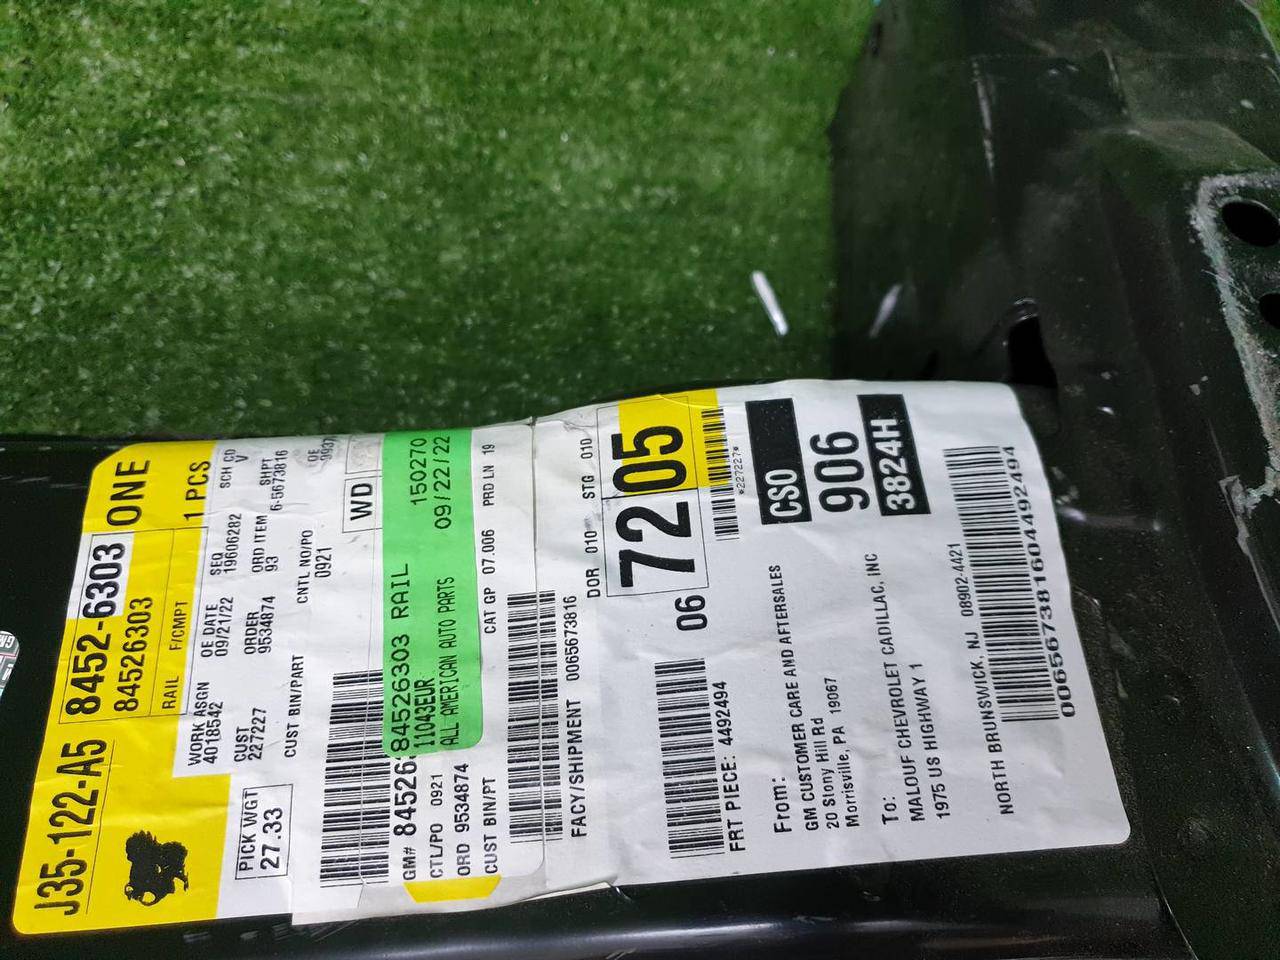 J35-122-A5 8452-6303 ONE
84526303 1 PCS
RAIL F/CMPT
WORK ASGN OE DATE SEQ SCH CD
4018542 09/21/22 19606282 V
CUST ORDER ORD ITEM SHPT
227227 9534874 93 6-5673816
CUST BIN/PART CNTL NO/PO OE
0921
PICK WGT
27.33
WD
GM# 84526
84526303 RAIL 150270
11043EUR 09/22/22
ALL AMERICAN AUTO PARTS
CTL/PO 0921
ORD 9534874 CAT GP 07.006 PRD LN 19
CUST BIN/PT
FACY/SHIPMENT 0065673816
DOR 010 STG 010
06 7205
*227227*
FRT PIECE: 4492494
CSO
906
3824H
From:
GM CUSTOMER CARE AND AFTERSALES
20 Stony Hill Rd
Morrisville, PA 19067
To:
MALOUF CHEVROLET CADILLAC, INC
1975 US HIGHWAY 1
NORTH BRUNSWICK, NJ 08902-4421
00656738160449 2494
GM